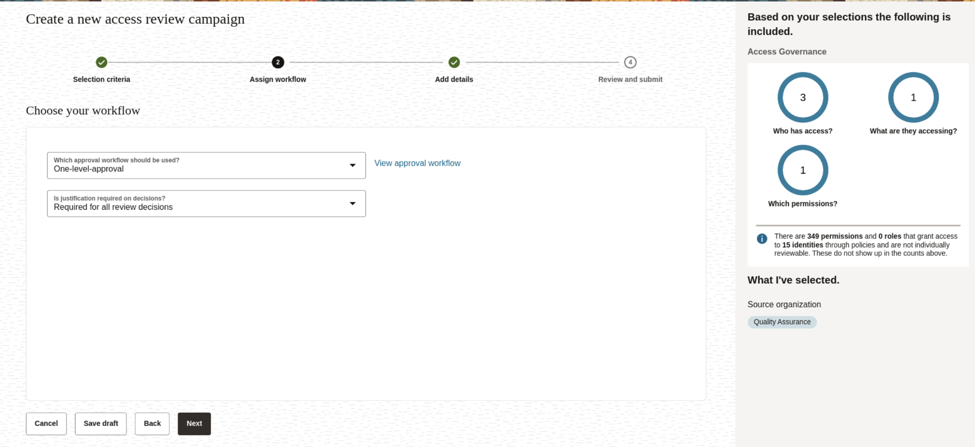 Create a new access review campaign
2
4
Selection criteria
Assign workflow
Add details
Review and submit
Choose your workflow
Which approval workflow should be used?
One-level-approval
View approval workflow
Is justification required on decisions?
Required for all review decisions
Cancel
Save draft
Back
Next
Based on your selections the following is
included.
Access Governance
3
1
Who has access?
What are they accessing?
1
Which permissions?
There are 349 permissions and 0 roles that grant access
to 15 identities through policies and are not individually
reviewable. These do not show up in the counts above.
What I've selected.
Source organization
Quality Assurance